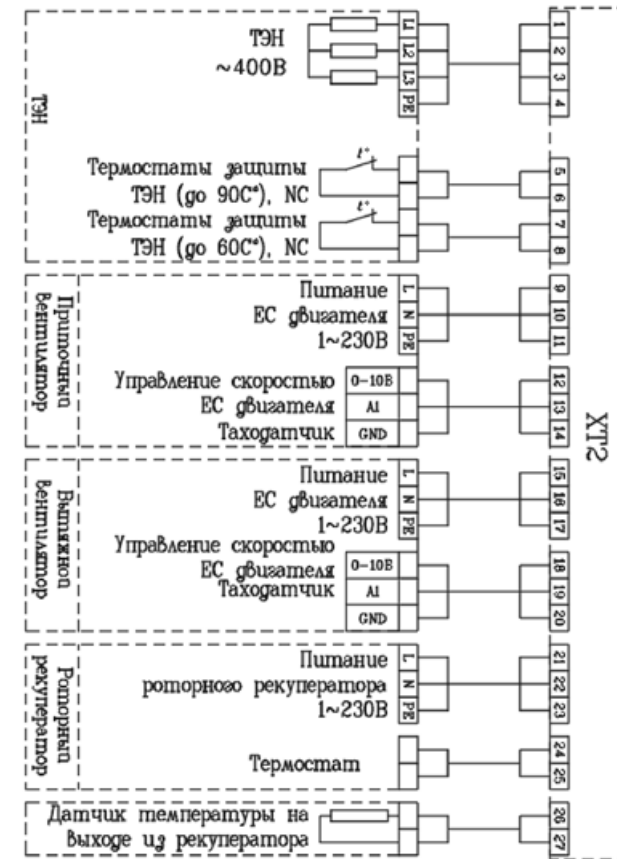 ТЭН
ТЭН
~400В
L1
L2
L3
PE
1
2
3
4
Термостаты защиты
ТЭН (до 90С°), NC
t°
5
6
Термостаты защиты
ТЭН (до 60С°), NC
t°
7
8
Приточный
вентилятор
Питание
ЕС двигателя
1~230В
L
N
PE
9
10
11
Управление скоростью
ЕС двигателя
Таходатчик
0-10В
A1
GND
12
13
14
XT2
Вытяжной
вентилятор
Питание
ЕС двигателя
1~230В
L
N
PE
15
16
17
Управление скоростью
ЕС двигателя
Таходатчик
0-10В
A1
GND
18
19
20
Роторный
рекуператор
Питание
роторного рекуператора
1~230В
L
N
PE
21
22
23
Термостат
24
25
Датчик температуры на
выходе из рекуператора
26
27